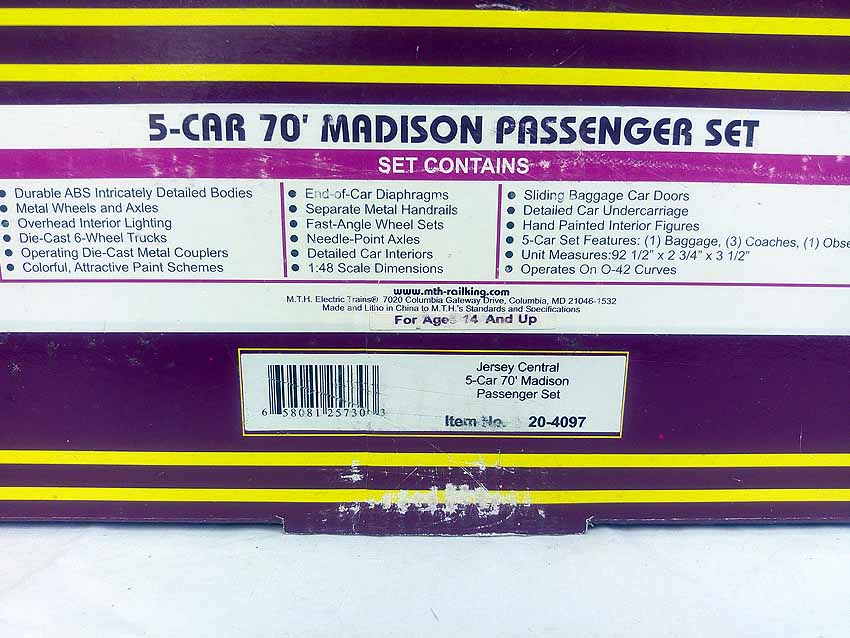 5-CAR 70' MADISON PASSENGER SET
SET CONTAINS
• Durable ABS Intricately Detailed Bodies
• Metal Wheels and Axles
• Overhead Interior Lighting
• Die-Cast 6-Wheel Trucks
• Operating Die-Cast Metal Couplers
• Colorful, Attractive Paint Schemes
• End-of-Car Diaphragms
• Separate Metal Handrails
• Fast-Angle Wheel Sets
• Needle-Point Axles
• Detailed Car Interiors
• 1:48 Scale Dimensions
• Sliding Baggage Car Doors
• Detailed Car Undercarriage
• Hand Painted Interior Figures
• 5-Car Set Features: (1) Baggage, (3) Coaches, (1) Obse
• Unit Measures:92 1/2" x 2 3/4" x 3 1/2"
• Operates On O-42 Curves
www.mth-railking.com
M.T.H. Electric Trains® 7020 Columbia Gateway Drive, Columbia, MD 21046-1532
Made and Litho in China to M.T.H.'s Standards and Specifications
For Ages 14 And Up
Jersey Central
5-Car 70' Madison
Passenger Set
6 58081 2573 3
Item No. 20-4097